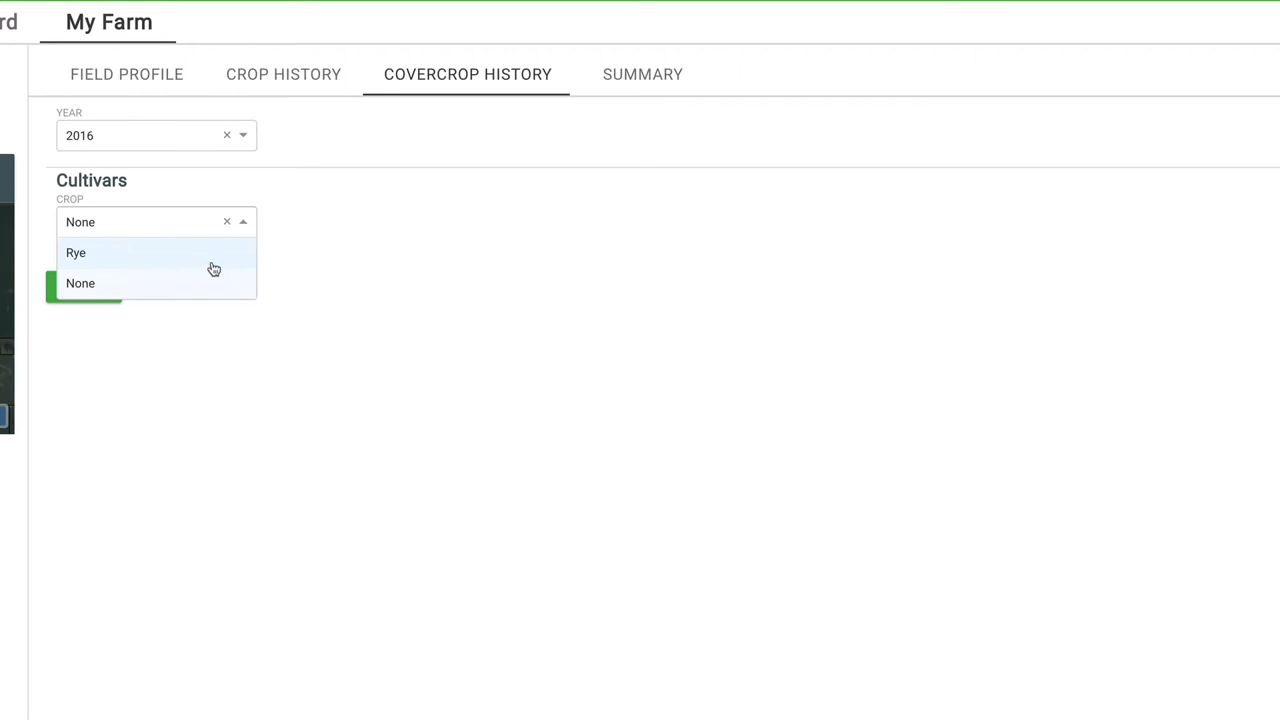 rd My Farm
FIELD PROFILE CROP HISTORY COVERCROP HISTORY SUMMARY
YEAR
2016
Cultivars
CROP
None
Rye
None